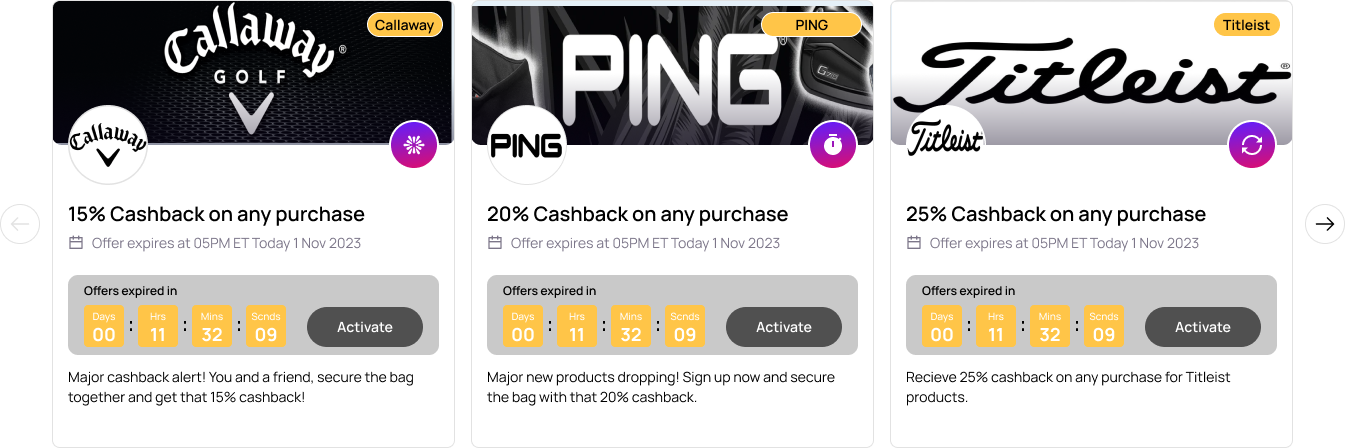 Callaway
GOLF
Callaway
Callaway
15% Cashback on any purchase
Offer expires at 05PM ET Today 1 Nov 2023
Offers expired in
Days Hrs Mins Scnds
00 : 11 : 32 : 09
Activate
Major cashback alert! You and a friend, secure the bag
together and get that 15% cashback!
PING
PING
G430
PING
20% Cashback on any purchase
Offer expires at 05PM ET Today 1 Nov 2023
Offers expired in
Days Hrs Mins Scnds
00 : 11 : 32 : 09
Activate
Major new products dropping! Sign up now and secure
the bag with that 20% cashback.
Titleist
Titleist®
Titleist
25% Cashback on any purchase
Offer expires at 05PM ET Today 1 Nov 2023
Offers expired in
Days Hrs Mins Scnds
00 : 11 : 32 : 09
Activate
Recieve 25% cashback on any purchase for Titleist
products.